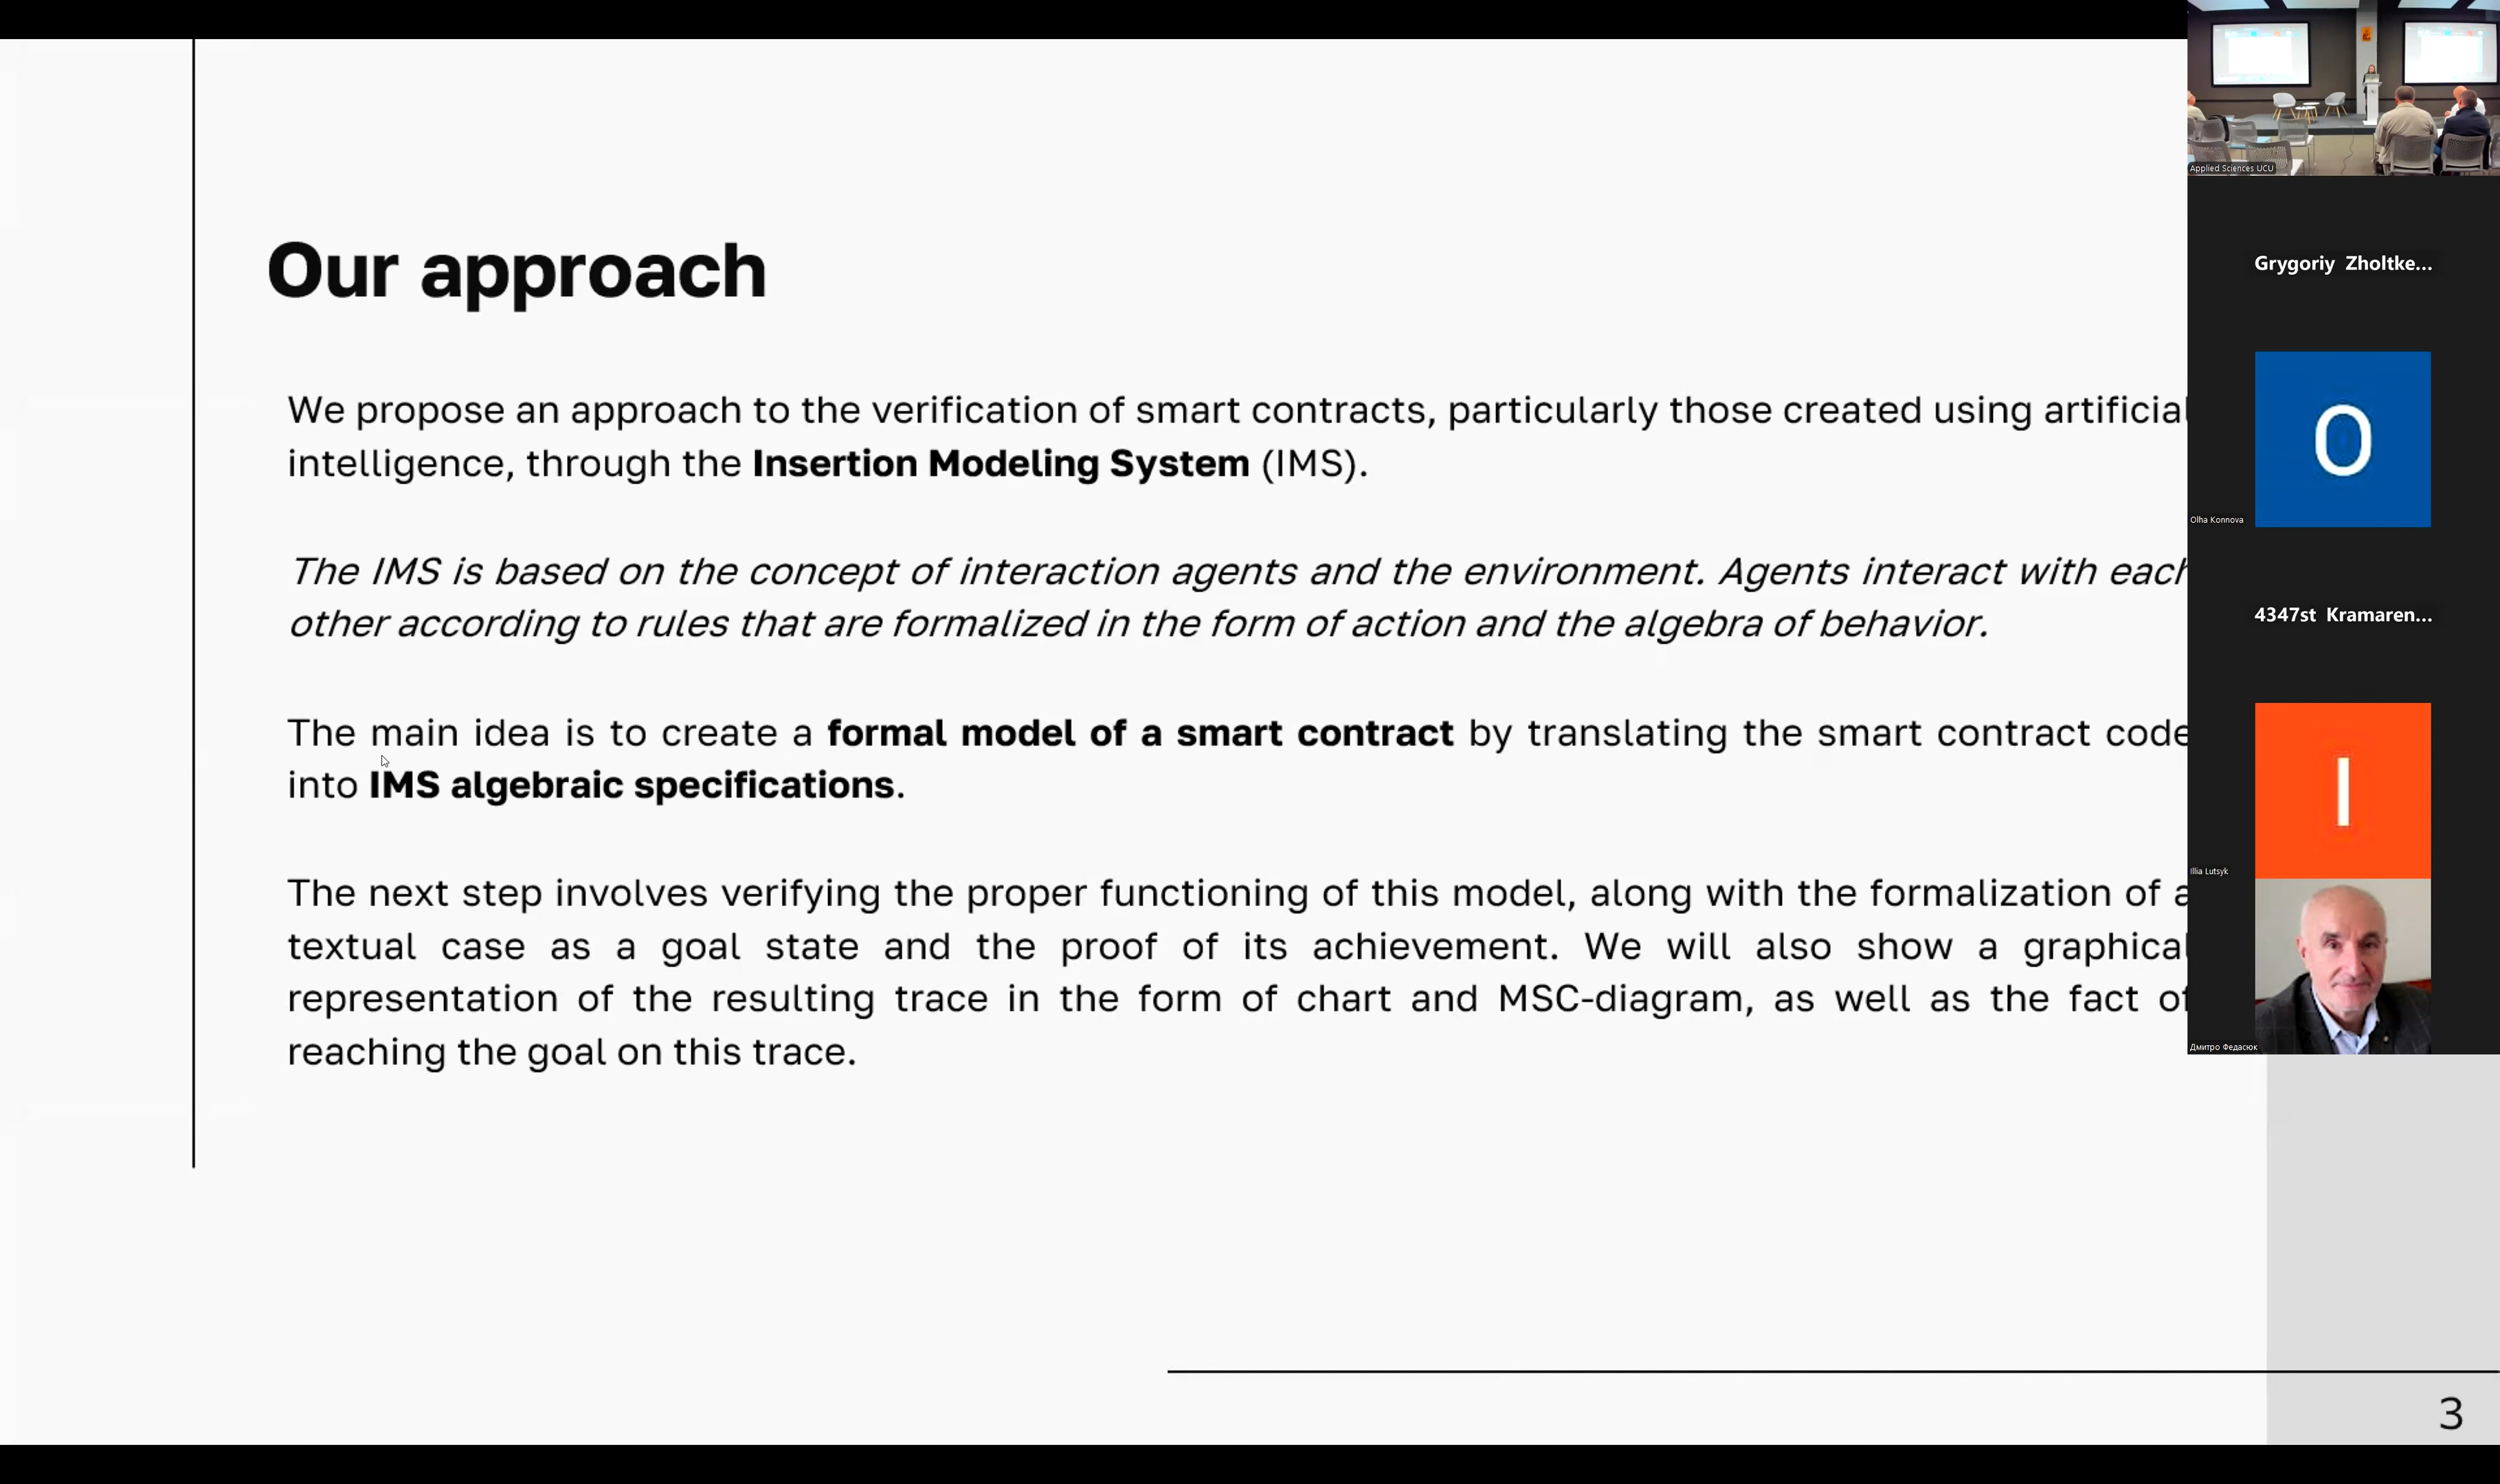 Our approach
We propose an approach to the verification of smart contracts, particularly those created using artificial
intelligence, through the Insertion Modeling System (IMS).
The IMS is based on the concept of interaction agents and the environment. Agents interact with each
other according to rules that are formalized in the form of action and the algebra of behavior.
The main idea is to create a formal model of a smart contract by translating the smart contract code
into IMS algebraic specifications.
The next step involves verifying the proper functioning of this model, along with the formalization of a
textual case as a goal state and the proof of its achievement. We will also show a graphical
representation of the resulting trace in the form of chart and MSC-diagram, as well as the fact of
reaching the goal on this trace.
3
Applied Sciences UCU
Grygoriy Zholtke...
O
Olha Konnova
4347st Kramaren...
I
Illia Lutsyk
Дмитро Федасюк